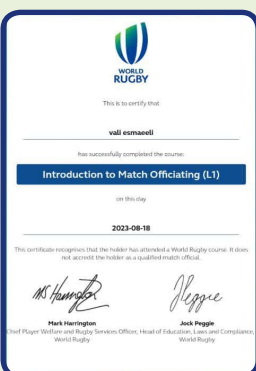 WORLD
RUGBY
This is to certify that
vali esmaeeli
has successfully completed the course:
Introduction to Match Officiating (L1)
on this day
2023-08-18
This certificate recognises that the holder has attended a World Rugby course. It does
not accredit the holder as a qualified match official.
Mark Harrington
Chief Player Welfare and Rugby Services Officer,
World Rugby
Jock Peggie
Head of Education, Laws and Compliance,
World Rugby